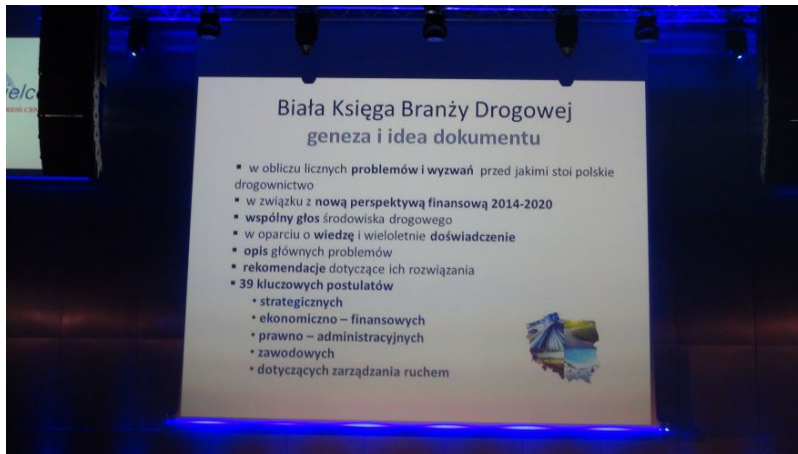 Biała Księga Branży Drogowej
geneza i idea dokumentu
▪ w obliczu licznych problemów i wyzwań przed jakimi stoi polskie
drogownictwo
▪ w związku z nową perspektywą finansową 2014-2020
▪ wspólny głos środowiska drogowego
▪ w oparciu o wiedzę i wieloletnie doświadczenie
▪ opis głównych problemów
▪ rekomendacje dotyczące ich rozwiązania
▪ 39 kluczowych postulatów
• strategicznych
• ekonomiczno – finansowych
• prawno – administracyjnych
• zawodowych
• dotyczących zarządzania ruchem